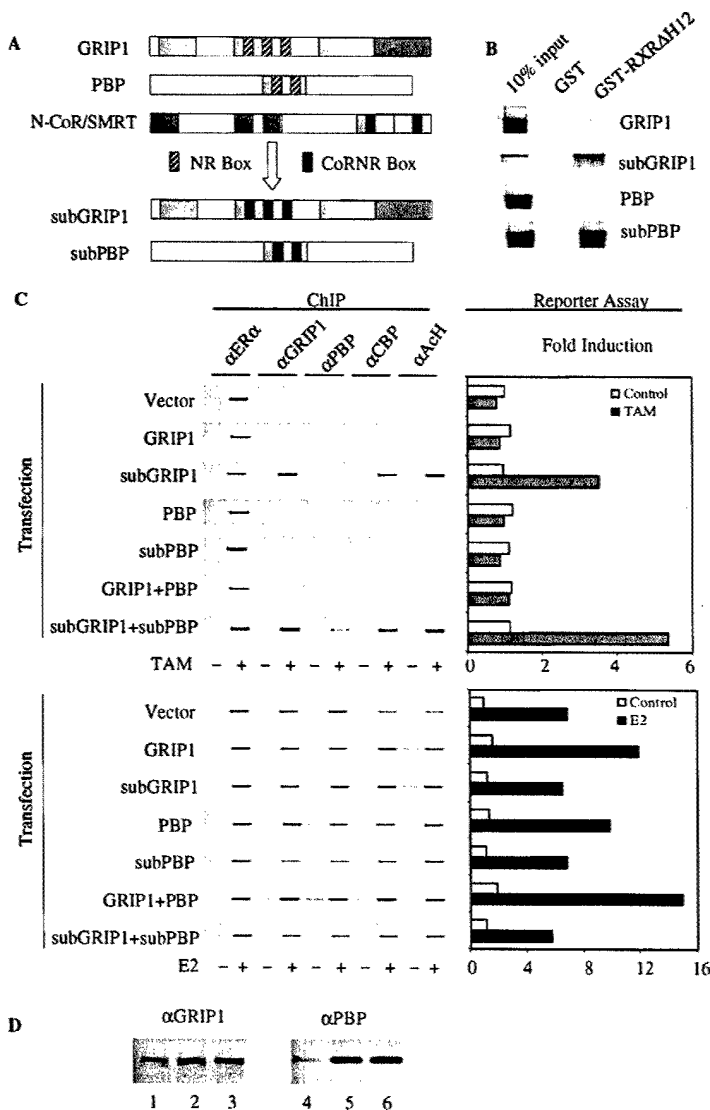 A
GRIP1
PBP
N-CoR/SMRT
NR Box
CoRNR Box
subGRIP1
subPBP
B
10% input
GST
GST-RXRΔH12
GRIP1
subGRIP1
PBP
subPBP
C
ChIP
Reporter Assay
αERα
αGRIP1
αPBP
αCBP
αAcH
Fold Induction
Transfection
Vector
GRIP1
subGRIP1
PBP
subPBP
GRIP1+PBP
subGRIP1+subPBP
TAM - + - + - + - + - +
Control
TAM
0 2 4 6
Transfection
Vector
GRIP1
subGRIP1
PBP
subPBP
GRIP1+PBP
subGRIP1+subPBP
E2 - + - + - + - + - +
Control
E2
0 4 8 12 16
D
αGRIP1
αPBP
1 2 3 4 5 6